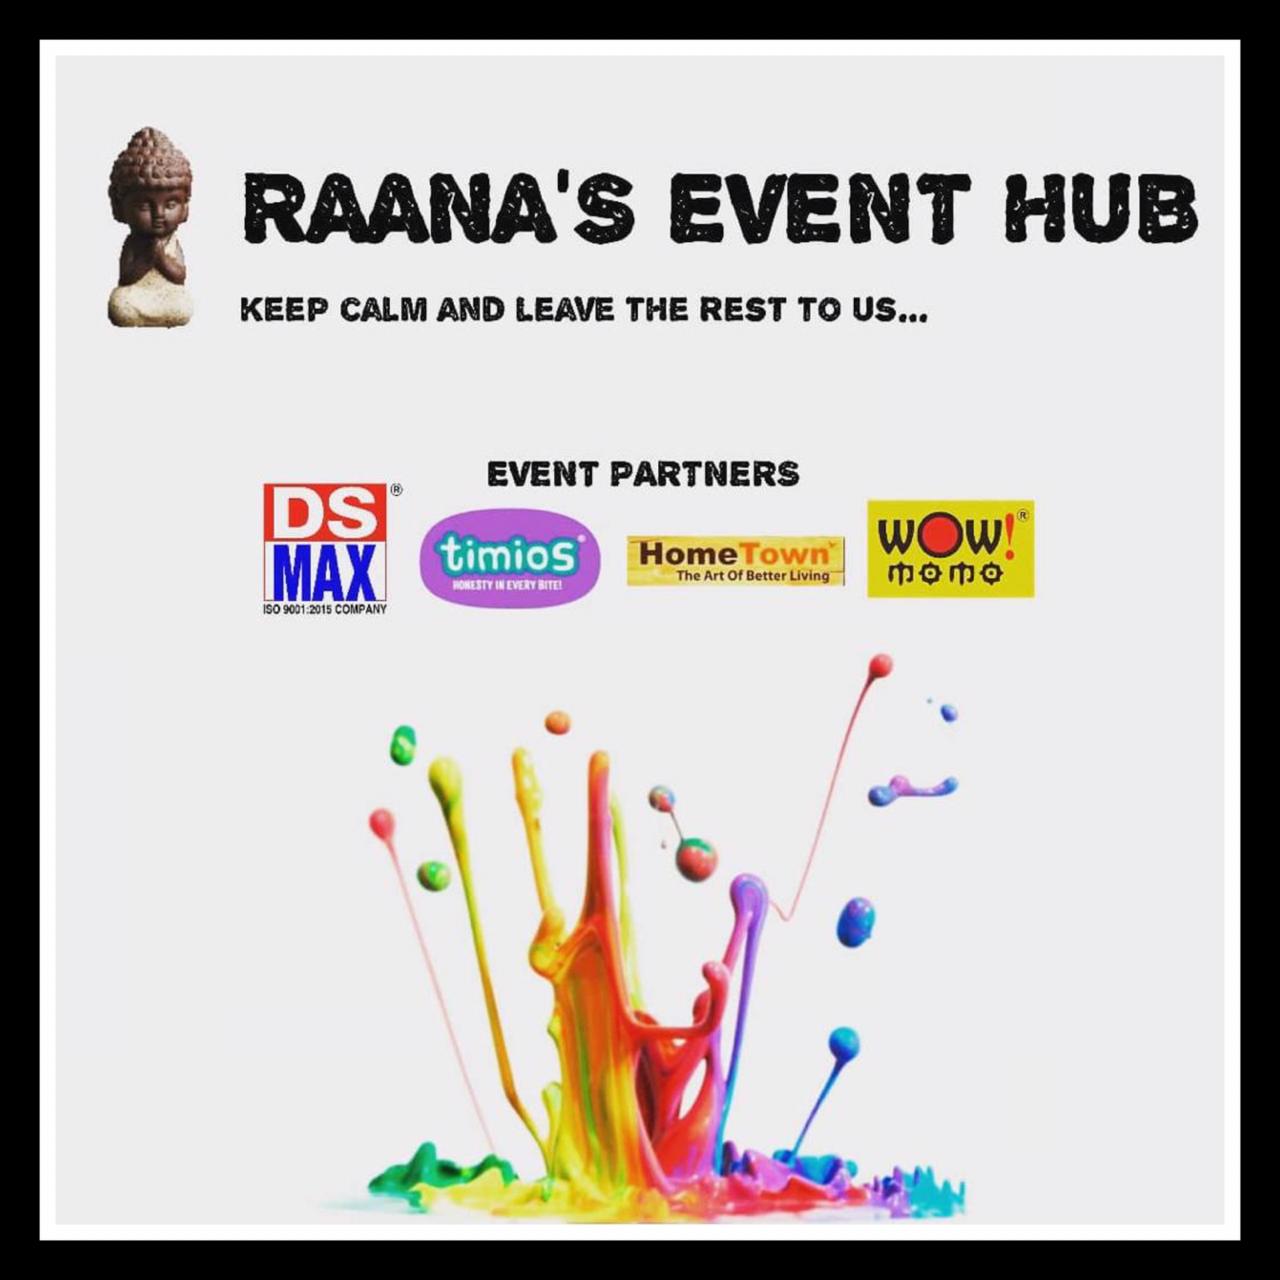 RAANA'S EVENT HUB
KEEP CALM AND LEAVE THE REST TO US...
EVENT PARTNERS
DS
MAX
®
ISO 9001:2015 COMPANY
timios®
HONESTY IN EVERY BITE!
HomeTown
The Art Of Better Living
WOW!®
MOMO